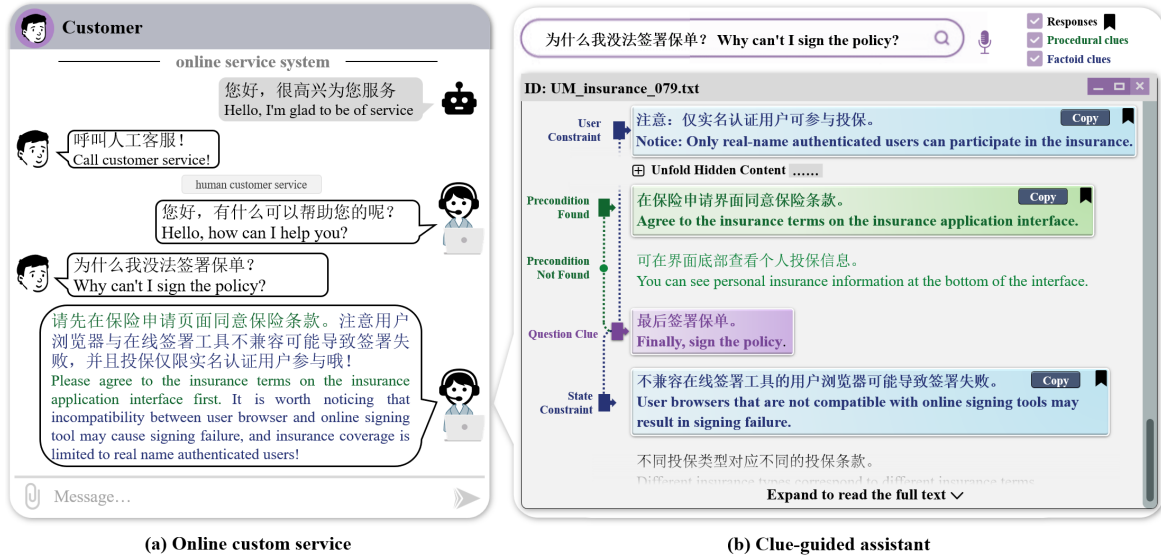 Customer
online service system
您好，很高兴为您服务
Hello, I'm glad to be of service
呼叫人工客服！
Call customer service!
human customer service
您好，有什么可以帮助您的呢？
Hello, how can I help you?
为什么我没法签署保单？
Why can't I sign the policy?
请先在保险申请页面同意保险条款。注意用户
浏览器与在线签署工具不兼容可能导致签署失
败，并且投保仅限实名认证用户参与哦！
Please agree to the insurance terms on the insurance
application interface first. It is worth noticing that
incompatibility between user browser and online signing
tool may cause signing failure, and insurance coverage is
limited to real name authenticated users!
Message…
(a) Online custom service
为什么我没法签署保单？ Why can't I sign the policy?
Responses
Procedural clues
Factoid clues
ID: UM_insurance_079.txt
User
Constraint
注意：仅实名认证用户可参与投保。
Copy
Notice: Only real-name authenticated users can participate in the insurance.
Unfold Hidden Content ……
Precondition
Found
在保险申请界面同意保险条款。
Copy
Agree to the insurance terms on the insurance application interface.
Precondition
Not Found
可在界面底部查看个人投保信息。
You can see personal insurance information at the bottom of the interface.
Question Clue
最后签署保单。
Finally, sign the policy.
State
Constraint
不兼容在线签署工具的用户浏览器可能导致签署失败。
Copy
User browsers that are not compatible with online signing tools may
result in signing failure.
不同投保类型对应不同的投保条款。
Different insurance types correspond to different insurance terms.
Expand to read the full text
(b) Clue-guided assistant